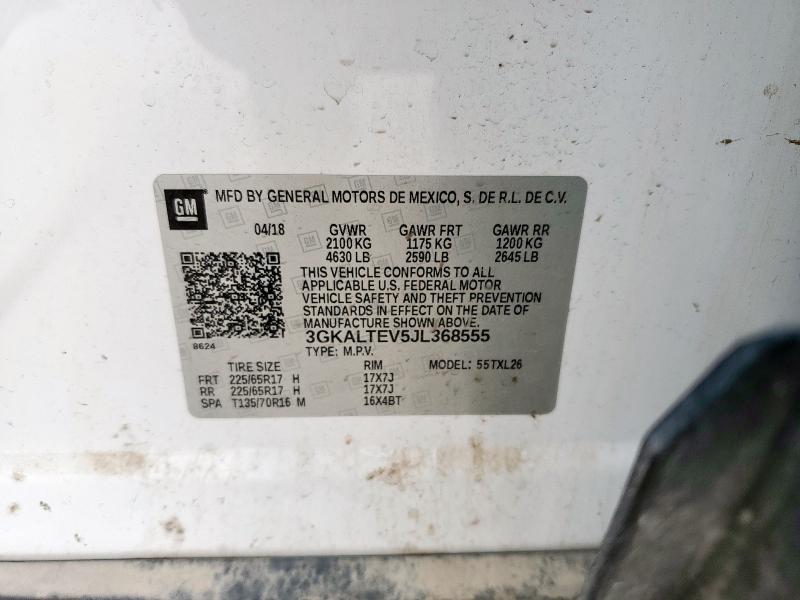 GM MFD BY GENERAL MOTORS DE MEXICO, S. DE R.L. DE C.V.
04/18 GVWR GAWR FRT GAWR RR
2100 KG 1175 KG 1200 KG
4630 LB 2590 LB 2645 LB
THIS VEHICLE CONFORMS TO ALL
APPLICABLE U.S. FEDERAL MOTOR
VEHICLE SAFETY AND THEFT PREVENTION
STANDARDS IN EFFECT ON THE DATE OF
MANUFACTURE SHOWN ABOVE.
8624 3GKALTEV5JL368555
TYPE: M.P.V. MODEL: 55TXL26
TIRE SIZE RIM
FRT 225/65R17 H 17X7J
RR 225/65R17 H 17X7J
SPA T135/70R16 M 16X4BT